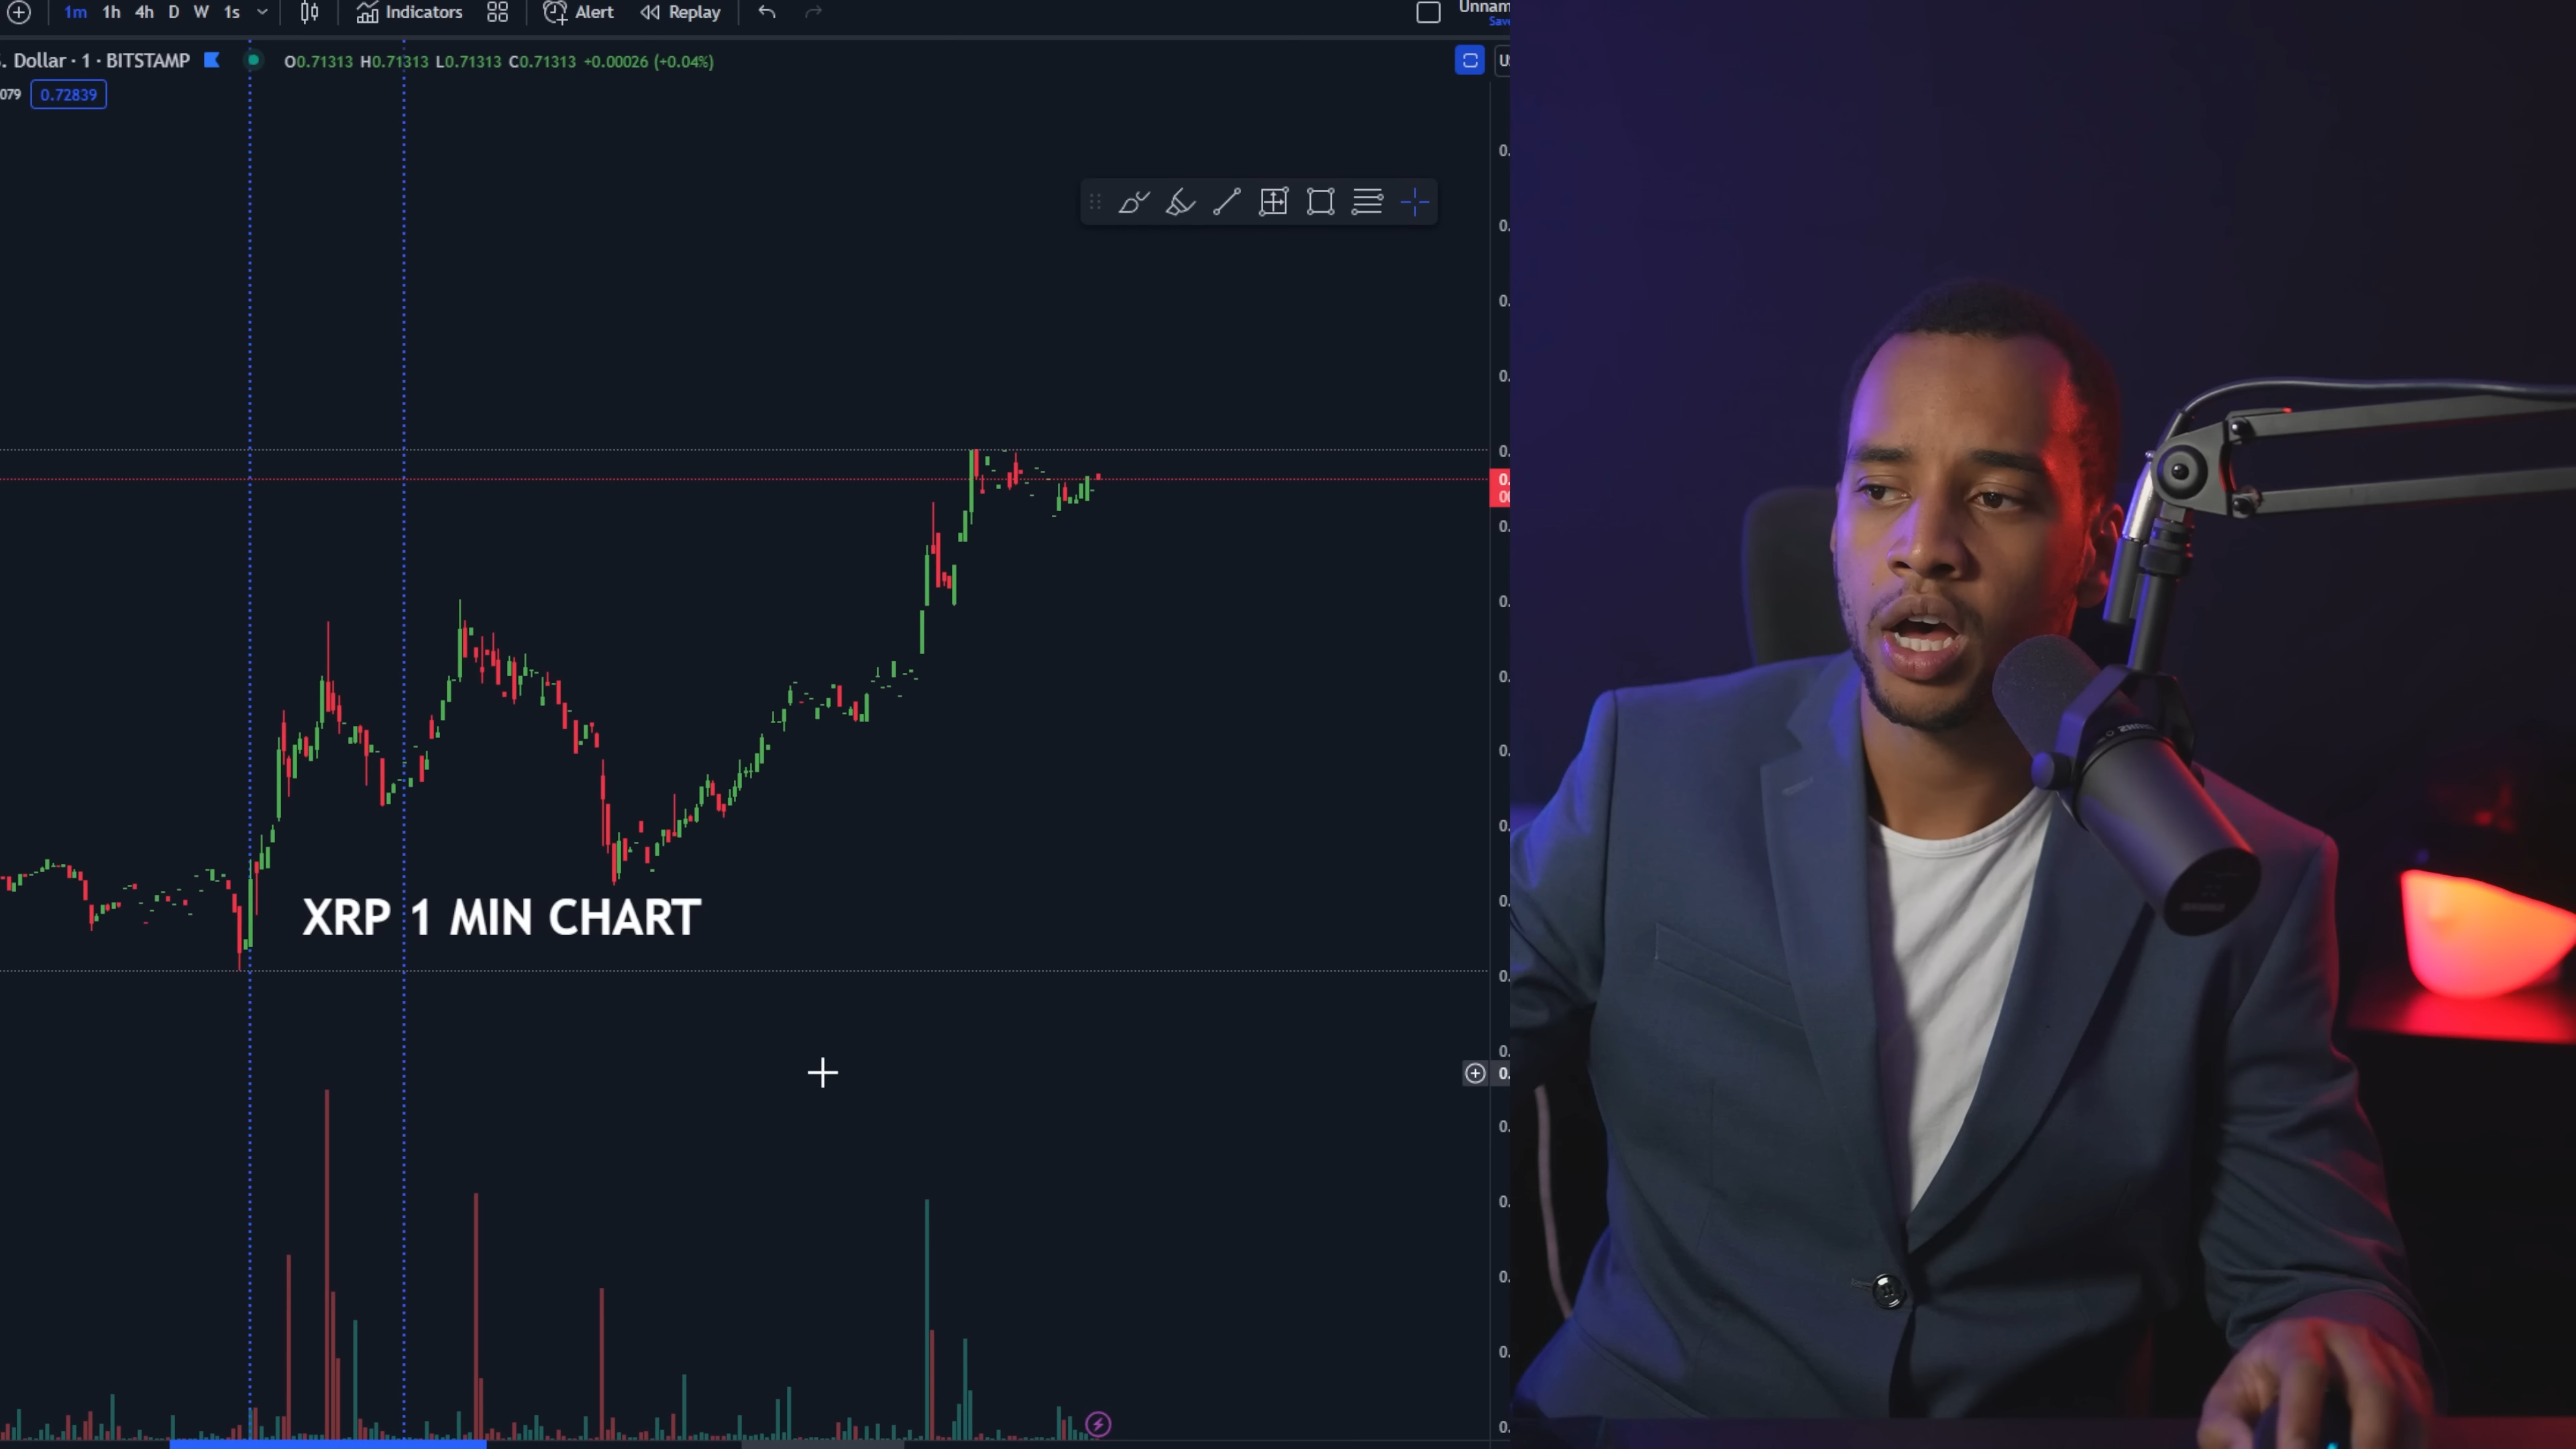 1m 1h 4h D W 1s Indicators Alert Replay Unnam
Save
. Dollar · 1 · BITSTAMP O0.71313 H0.71313 L0.71313 C0.71313 +0.00026 (+0.04%)
079 0.72839
XRP 1 MIN CHART